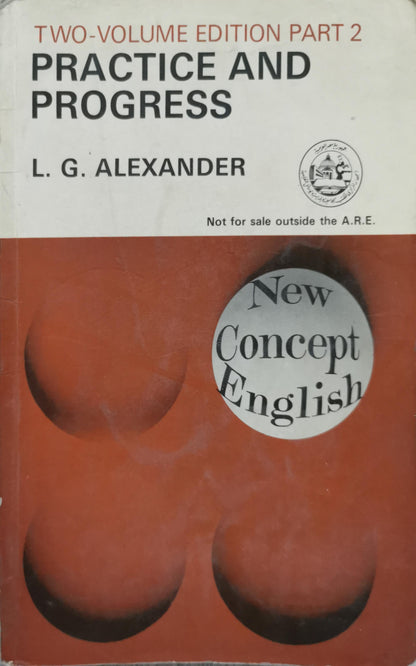 TWO-VOLUME EDITION PART 2
PRACTICE AND
PROGRESS
L. G. ALEXANDER
Not for sale outside the A.R.E.
New
Concept
English